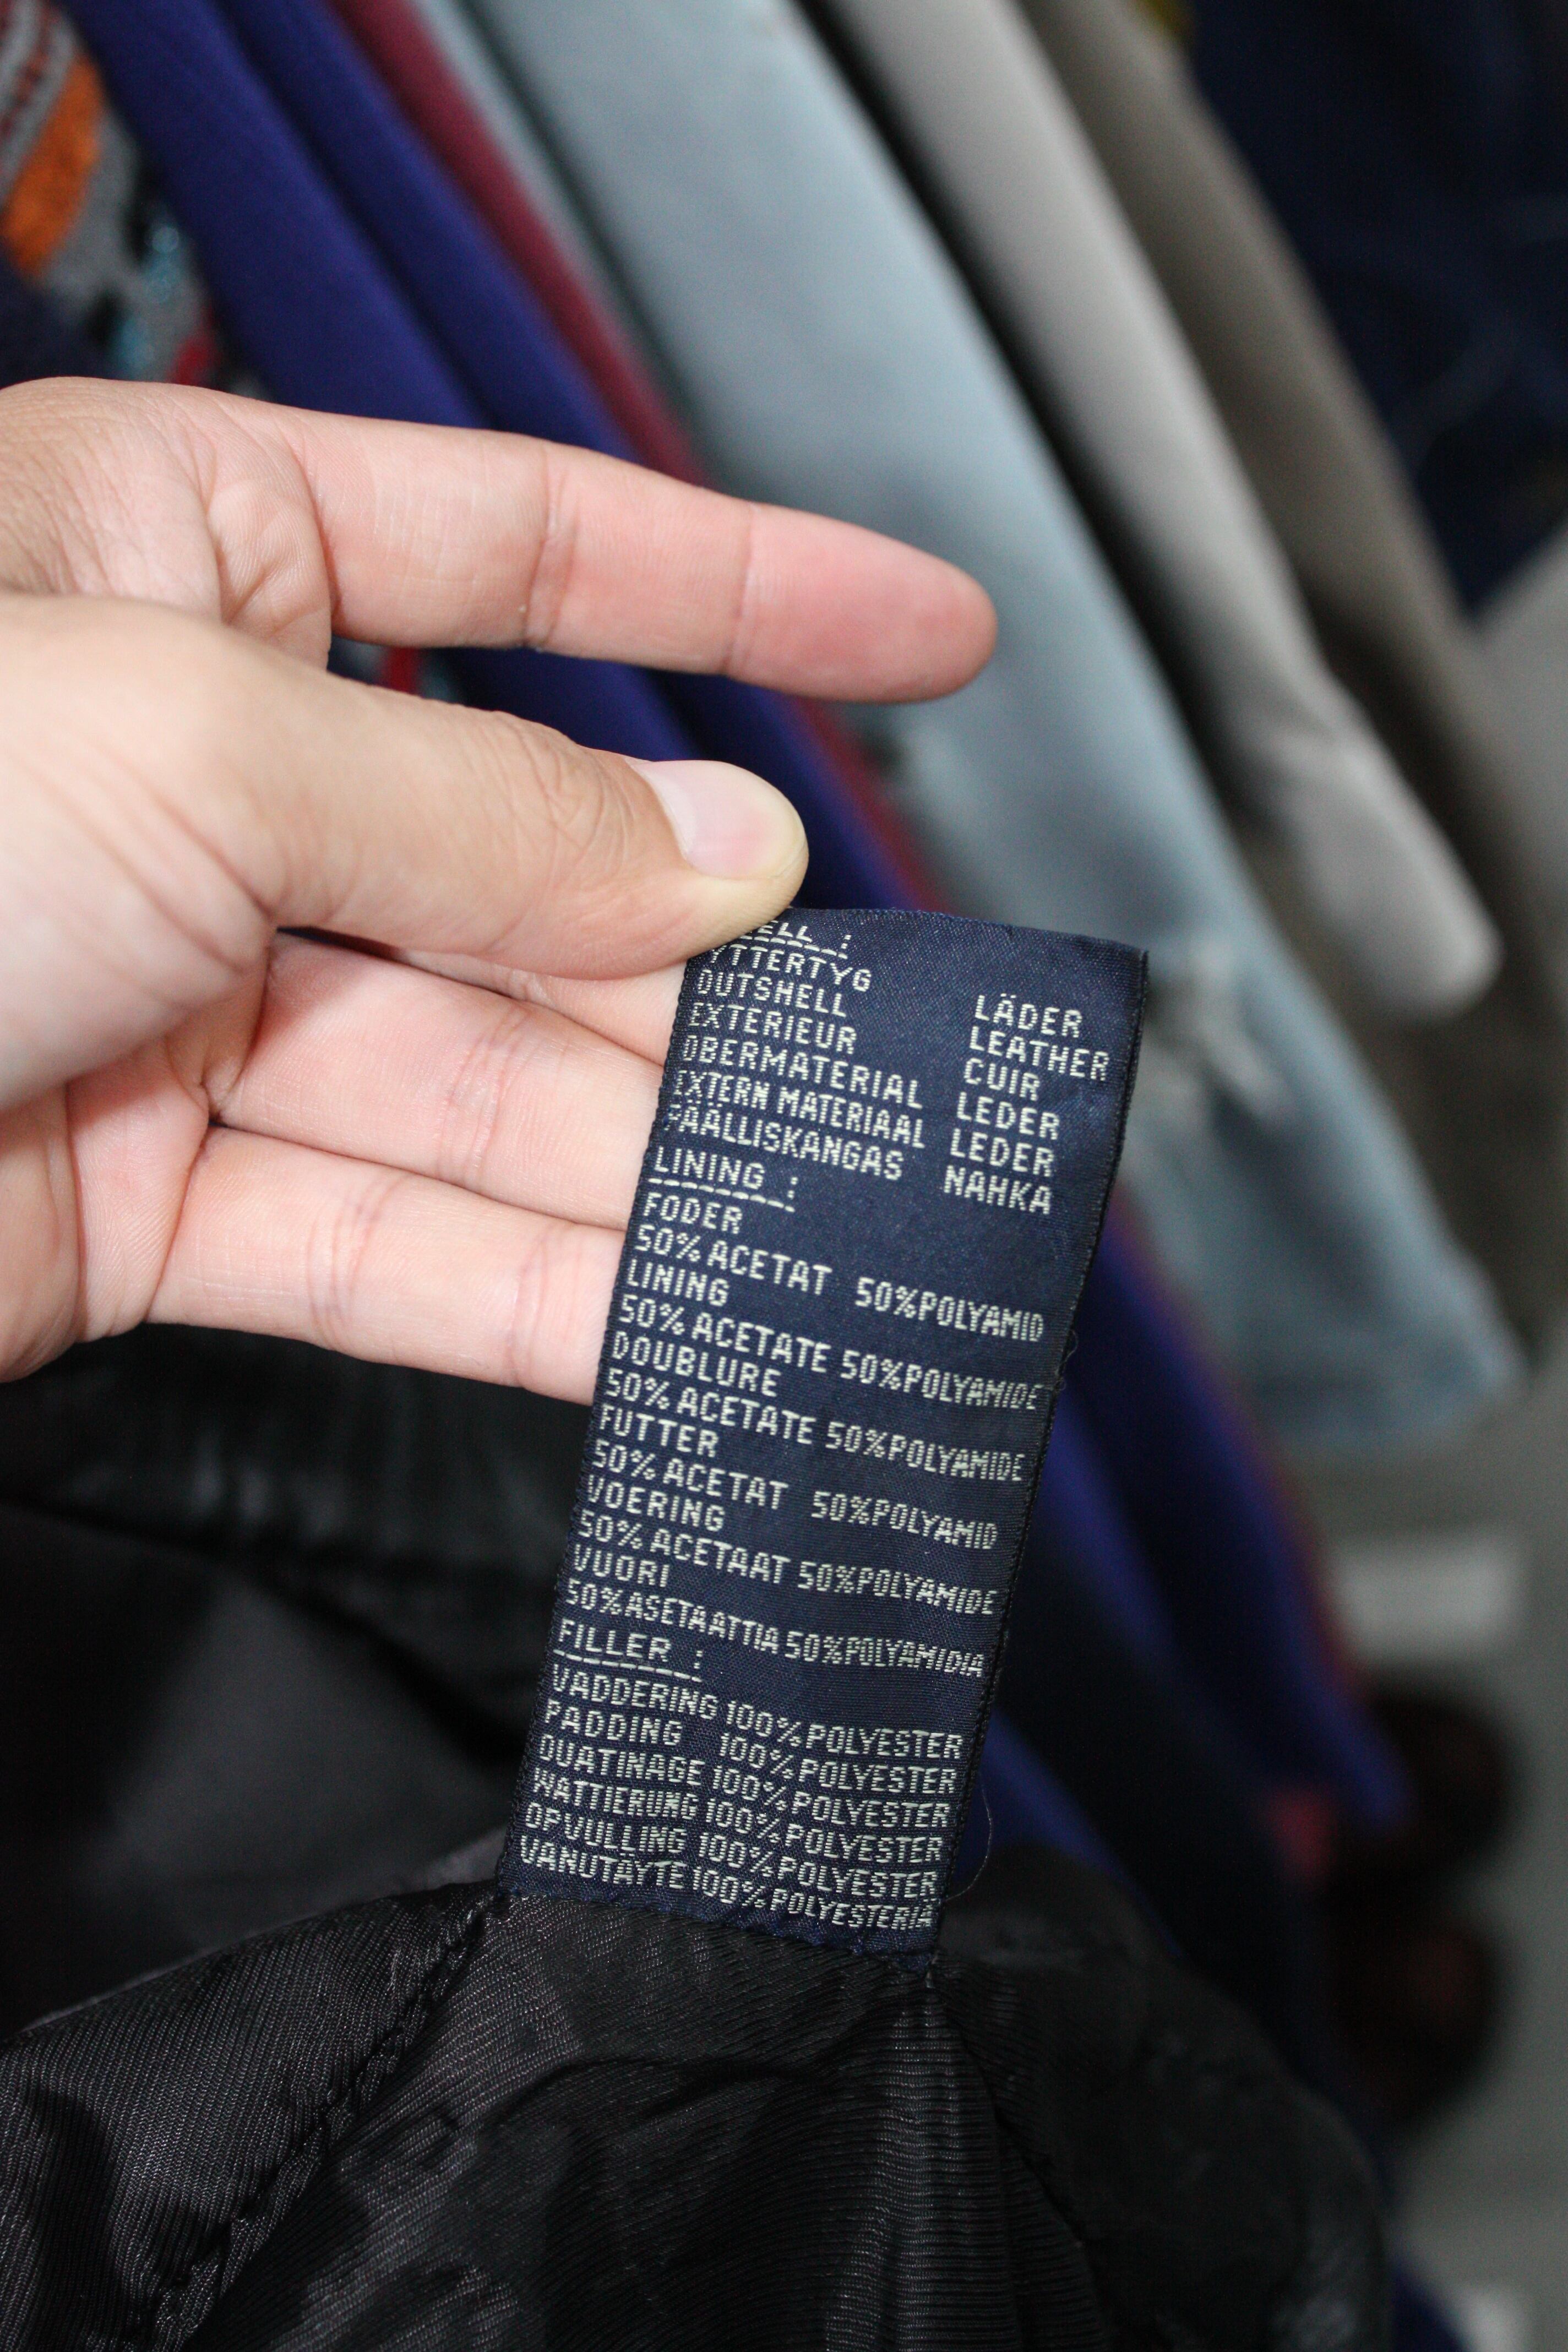 ELL :
YTTERTYG LÄDER
OUTSHELL LEATHER
EXTERIEUR CUIR
OBERMATERIAL LEDER
EXTERN MATERIAAL LEDER
PÄÄLLISKANGAS NAHKA
LINING :
FODER
50% ACETAT 50%POLYAMID
LINING
50% ACETATE 50%POLYAMIDE
DOUBLURE
50% ACETATE 50%POLYAMIDE
FUTTER
50% ACETAT 50%POLYAMID
VOERING
50% ACETAAT 50%POLYAMIDE
VUORI
50%ASETAATTIA 50%POLYAMIDIA
FILLER :
VADDERING 100%POLYESTER
PADDING 100%POLYESTER
OUATINAGE 100%POLYESTER
WATTIERUNG 100%POLYESTER
OPVULLING 100%POLYESTER
VANUTAYTE 100%POLYESTERIA